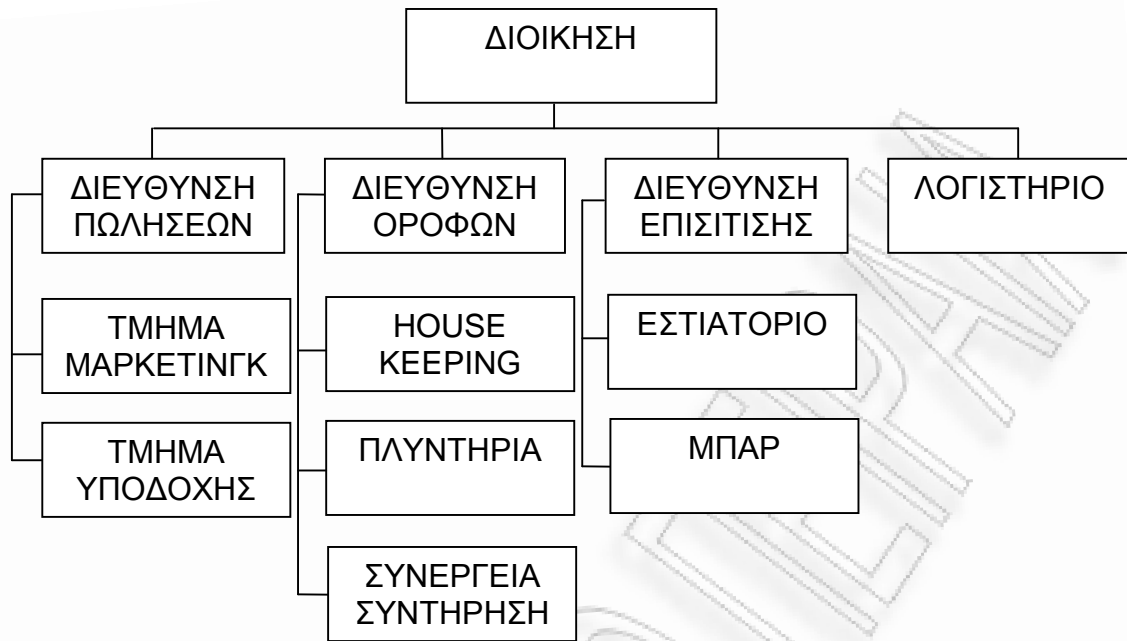 ΔΙΟΙΚΗΣΗ
ΔΙΕΥΘΥΝΣΗ
ΠΩΛΗΣΕΩΝ
ΔΙΕΥΘΥΝΣΗ
ΟΡΟΦΩΝ
ΔΙΕΥΘΥΝΣΗ
ΕΠΙΣΙΤΙΣΗΣ
ΛΟΓΙΣΤΗΡΙΟ
ΤΜΗΜΑ
ΜΑΡΚΕΤΙΝΓΚ
HOUSE
KEEPING
ΕΣΤΙΑΤΟΡΙΟ
ΤΜΗΜΑ
ΥΠΟΔΟΧΗΣ
ΠΛΥΝΤΗΡΙΑ
ΜΠΑΡ
ΣΥΝΕΡΓΕΙΑ
ΣΥΝΤΗΡΗΣΗ